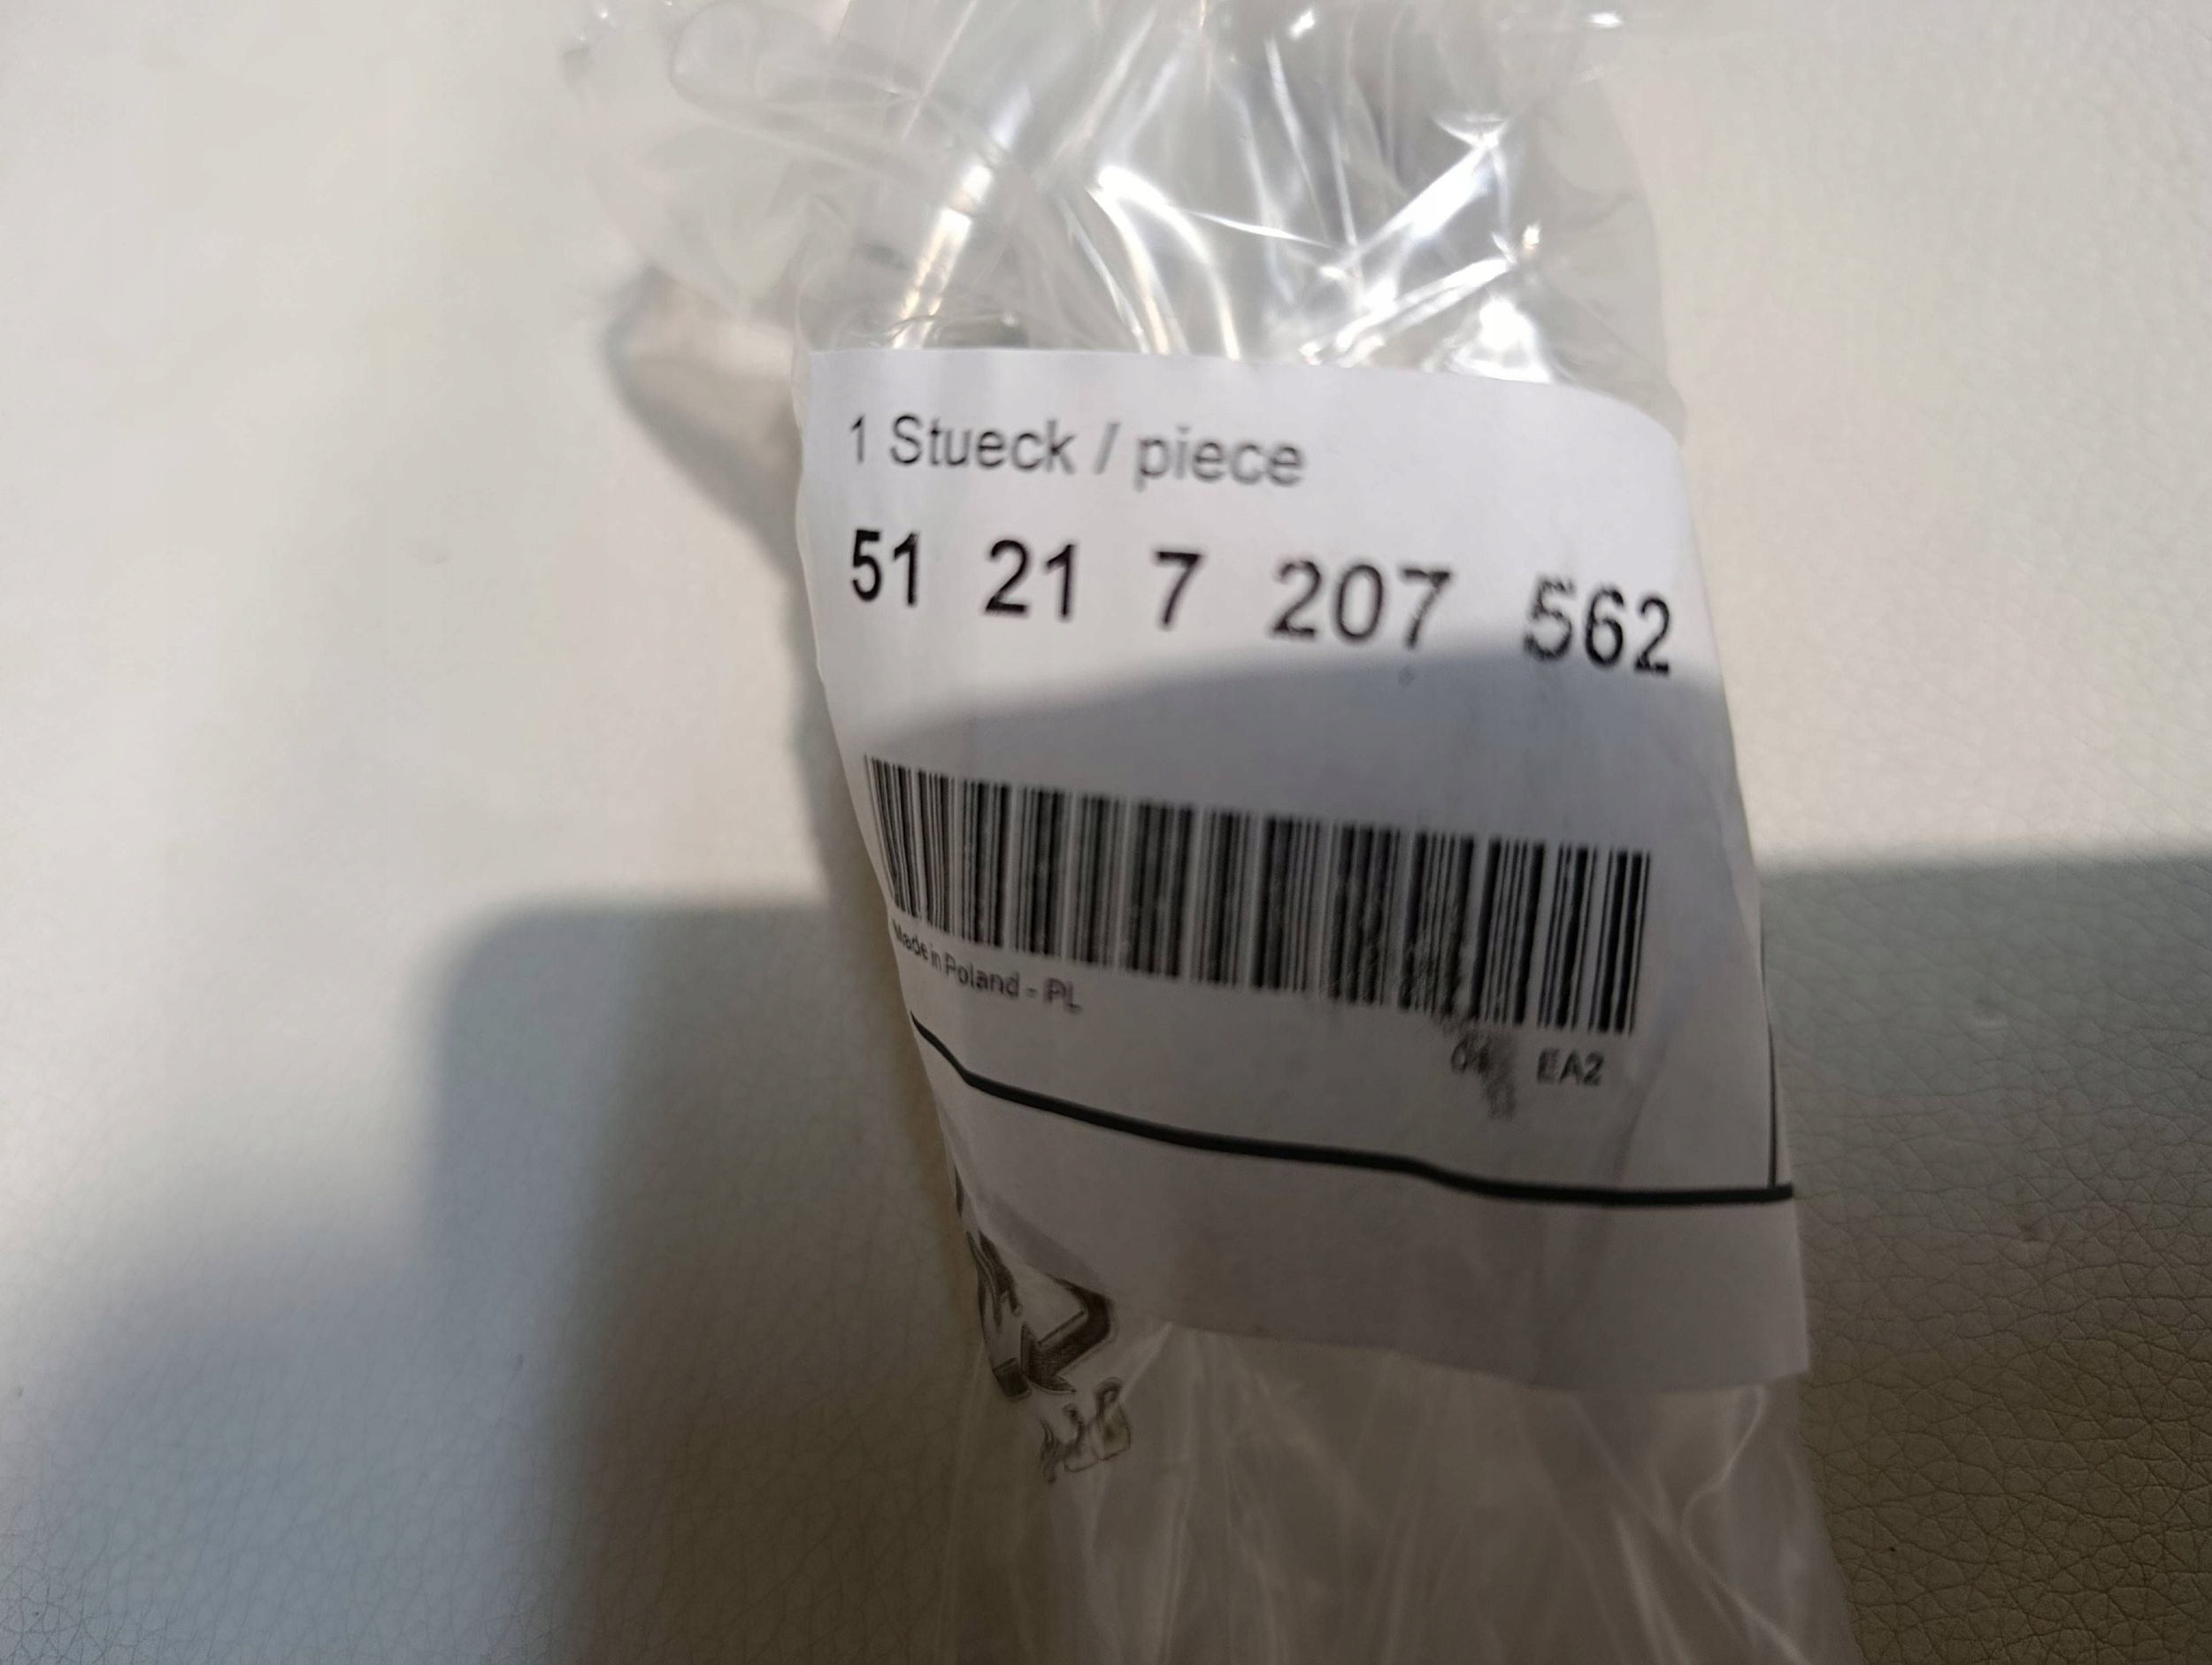 1 Stueck / piece
51 21 7 207 562
Made in Poland - PL
EA2